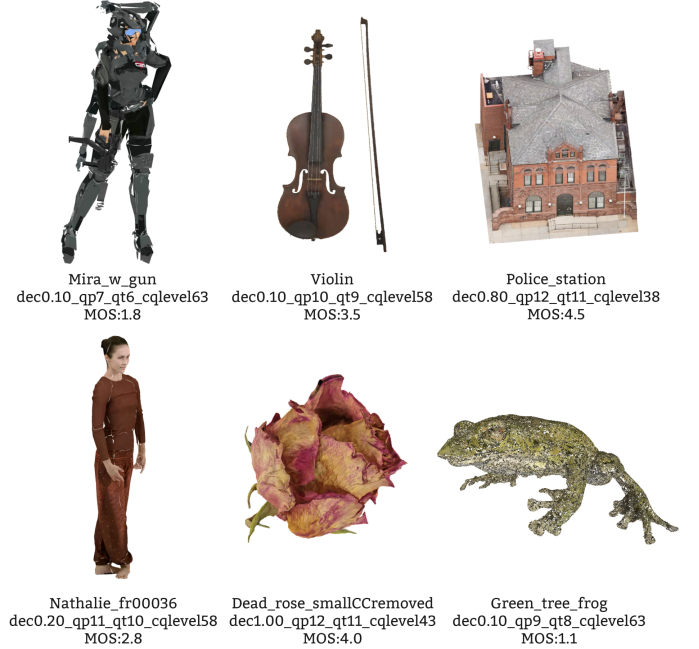 Mira_w_gun
dec0.10_qp7_qt6_cqlevel63
MOS:1.8
Violin
dec0.10_qp10_qt9_cqlevel58
MOS:3.5
Police_station
dec0.80_qp12_qt11_cqlevel38
MOS:4.5
Nathalie_fr00036
dec0.20_qp11_qt10_cqlevel58
MOS:2.8
Dead_rose_smallCCremoved
dec1.00_qp12_qt11_cqlevel43
MOS:4.0
Green_tree_frog
dec0.10_qp9_qt8_cqlevel63
MOS:1.1